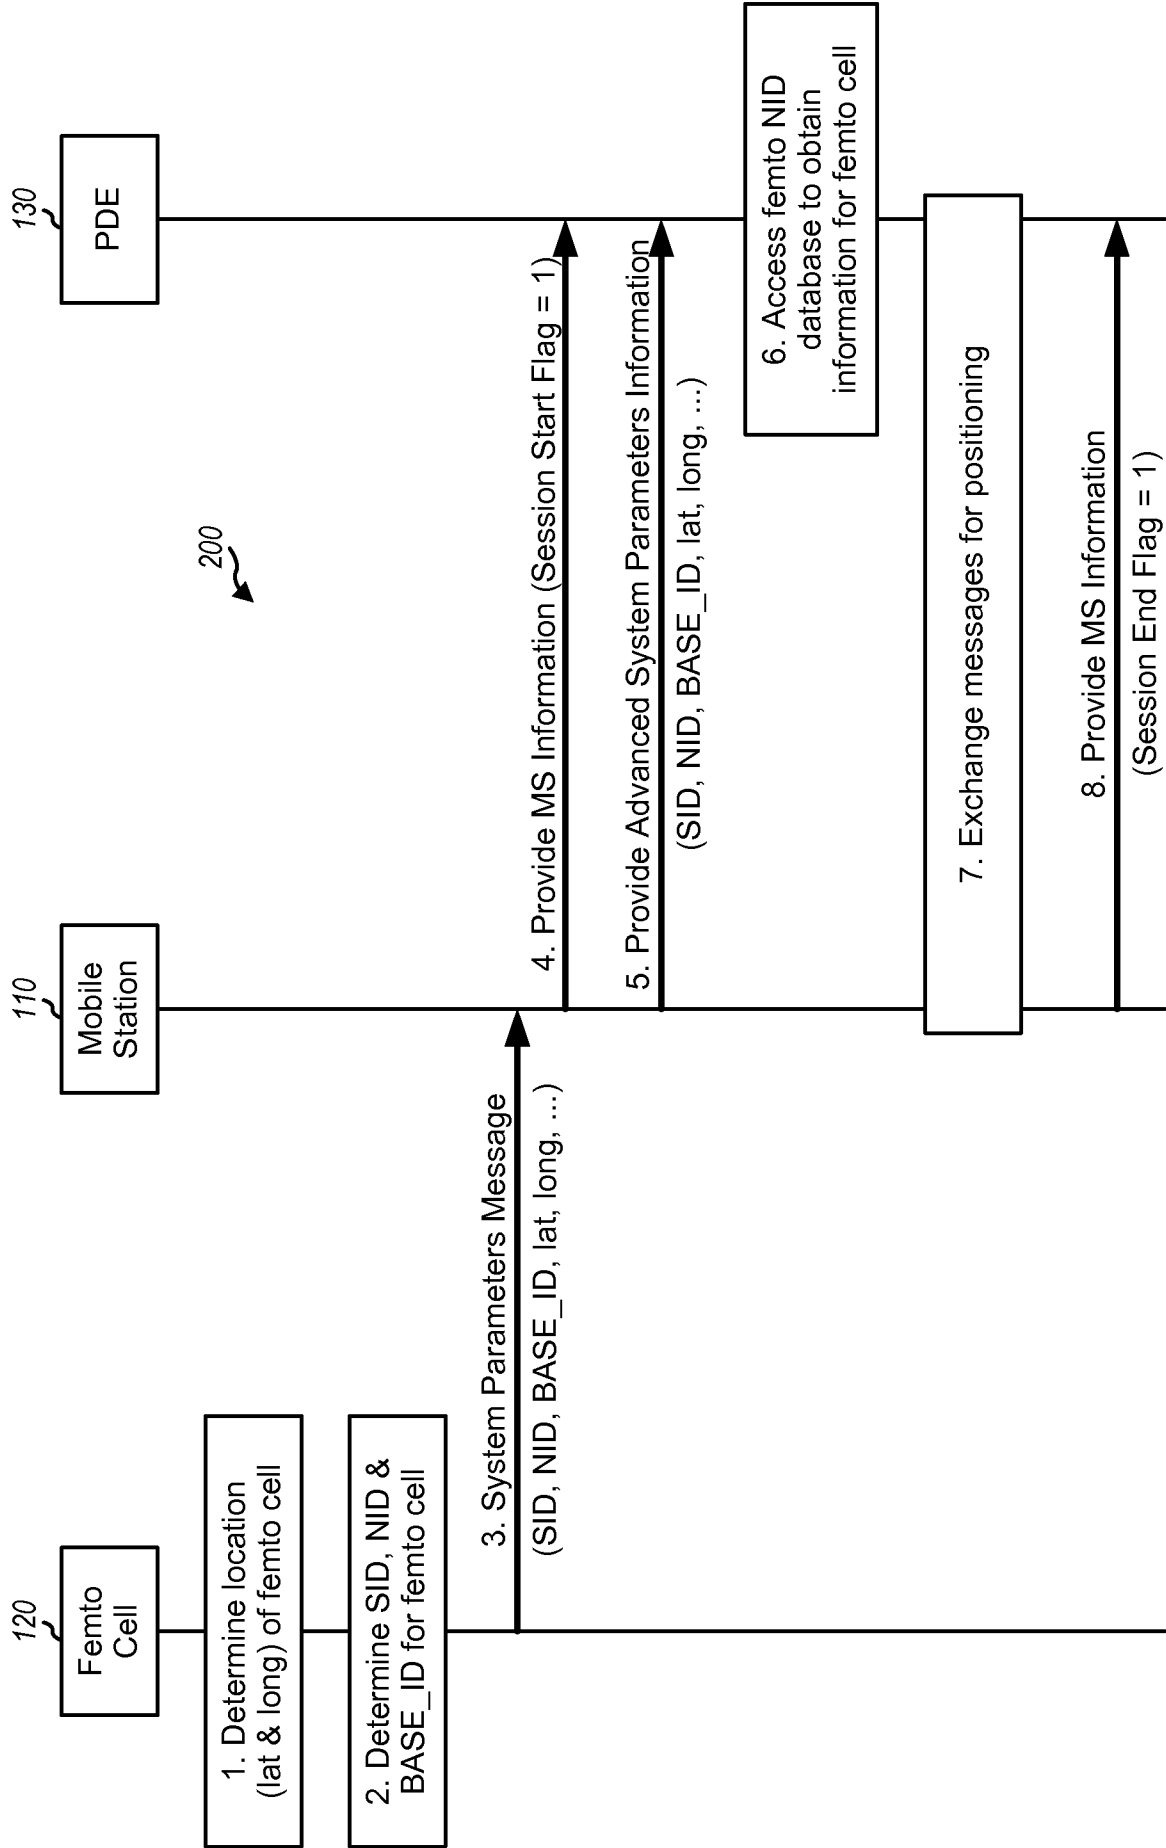 120
Femto
Cell
110
Mobile
Station
130
PDE
200
1. Determine location
(lat & long) of femto cell
2. Determine SID, NID &
BASE_ID for femto cell
3. System Parameters Message
(SID, NID, BASE_ID, lat, long, ...)
4. Provide MS Information (Session Start Flag = 1)
5. Provide Advanced System Parameters Information
(SID, NID, BASE_ID, lat, long, ...)
6. Access femto NID
database to obtain
information for femto cell
7. Exchange messages for positioning
8. Provide MS Information
(Session End Flag = 1)